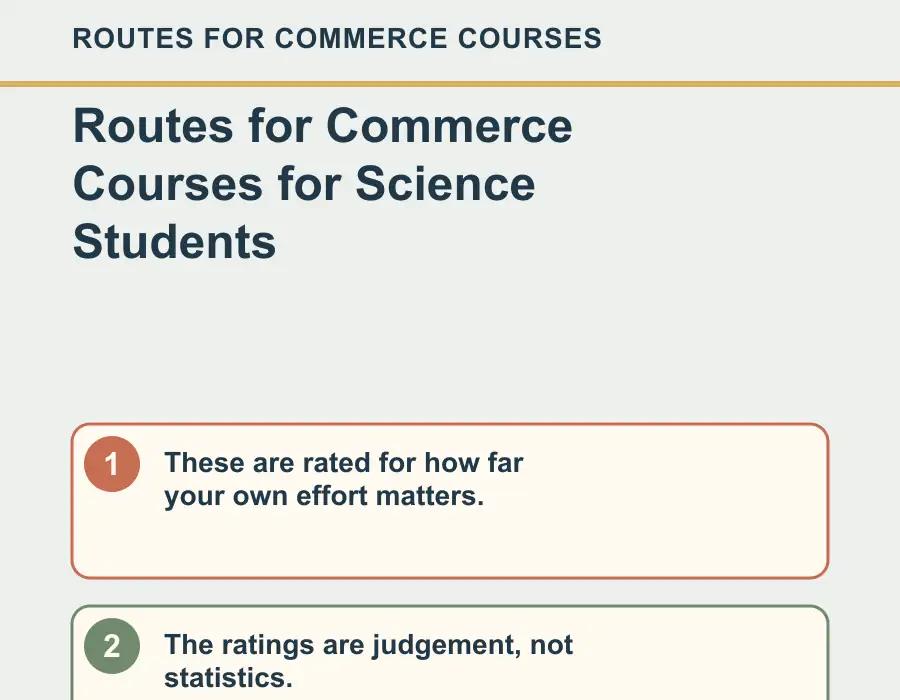 ROUTES FOR COMMERCE COURSES
Routes for Commerce
Courses for Science
Students
1
These are rated for how far
your own effort matters.
2
The ratings are judgement, not
statistics.